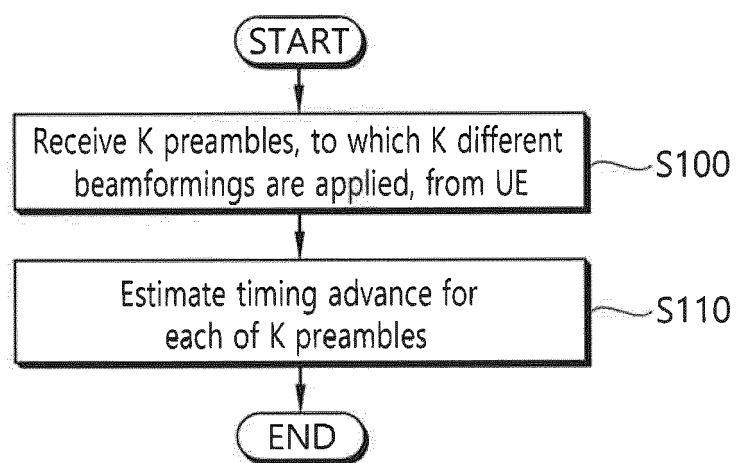 START
Receive K preambles, to which K different
beamformings are applied, from UE
S100
Estimate timing advance for
each of K preambles
S110
END